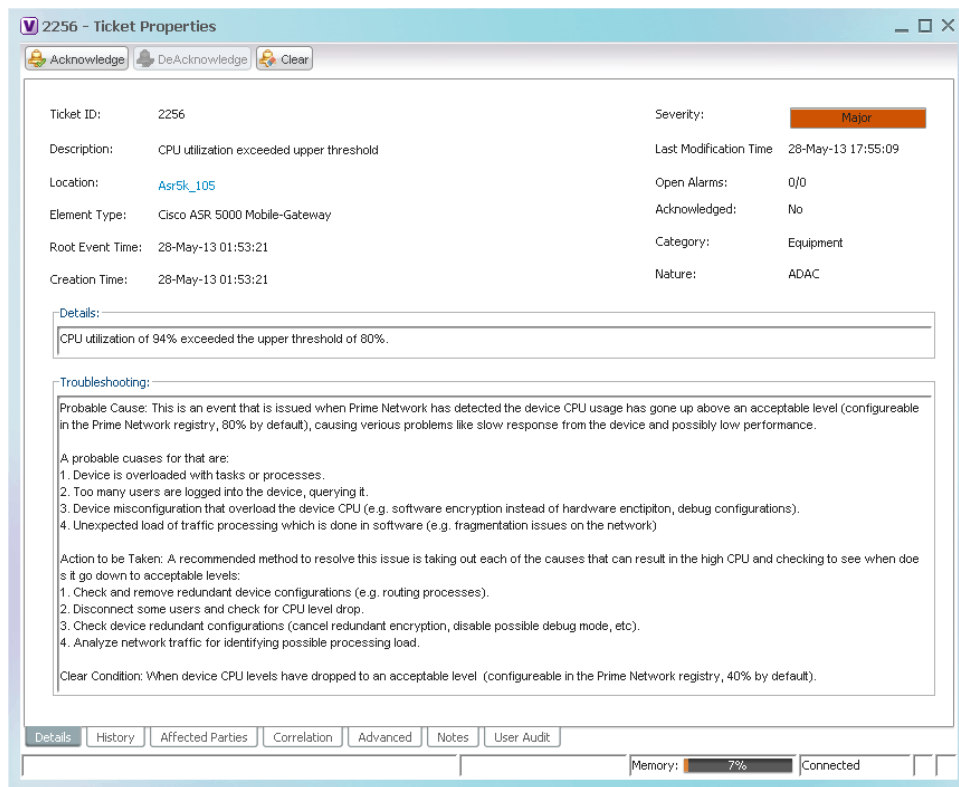 V 2256 - Ticket Properties
Acknowledge DeAcknowledge Clear
Ticket ID: 2256
Severity: Major
Description: CPU utilization exceeded upper threshold
Last Modification Time 28-May-13 17:55:09
Location: Asr5k_105
Open Alarms: 0/0
Element Type: Cisco ASR 5000 Mobile-Gateway
Acknowledged: No
Root Event Time: 28-May-13 01:53:21
Category: Equipment
Creation Time: 28-May-13 01:53:21
Nature: ADAC
Details:
CPU utilization of 94% exceeded the upper threshold of 80%.
Troubleshooting:
Probable Cause: This is an event that is issued when Prime Network has detected the device CPU usage has gone up above an acceptable level (configureable
in the Prime Network registry, 80% by default), causing verious problems like slow response from the device and possibly low performance.
A probable cuases for that are:
1. Device is overloaded with tasks or processes.
2. Too many users are logged into the device, querying it.
3. Device misconfiguration that overload the device CPU (e.g. software encryption instead of hardware enctipiton, debug configurations).
4. Unexpected load of traffic processing which is done in software (e.g. fragmentation issues on the network)
Action to be Taken: A recommended method to resolve this issue is taking out each of the causes that can result in the high CPU and checking to see when doe
s it go down to acceptable levels:
1. Check and remove redundant device configurations (e.g. routing processes).
2. Disconnect some users and check for CPU level drop.
3. Check device redundant configurations (cancel redundant encryption, disable possible debug mode, etc).
4. Analyze network traffic for identifying possible processing load.
Clear Condition: When device CPU levels have dropped to an acceptable level (configureable in the Prime Network registry, 40% by default).
Details History Affected Parties Correlation Advanced Notes User Audit
Memory: 7% Connected